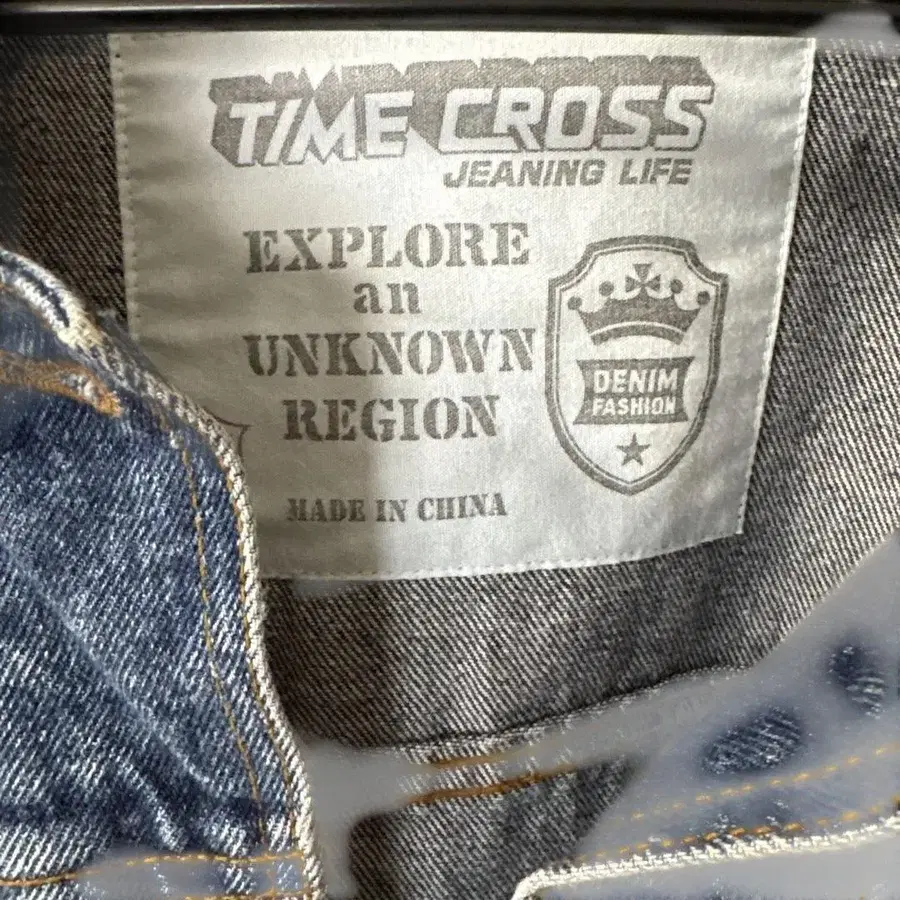 TIME CROSS
JEANING LIFE
EXPLORE
an
UNKNOWN
REGION
DENIM
FASHION
MADE IN CHINA